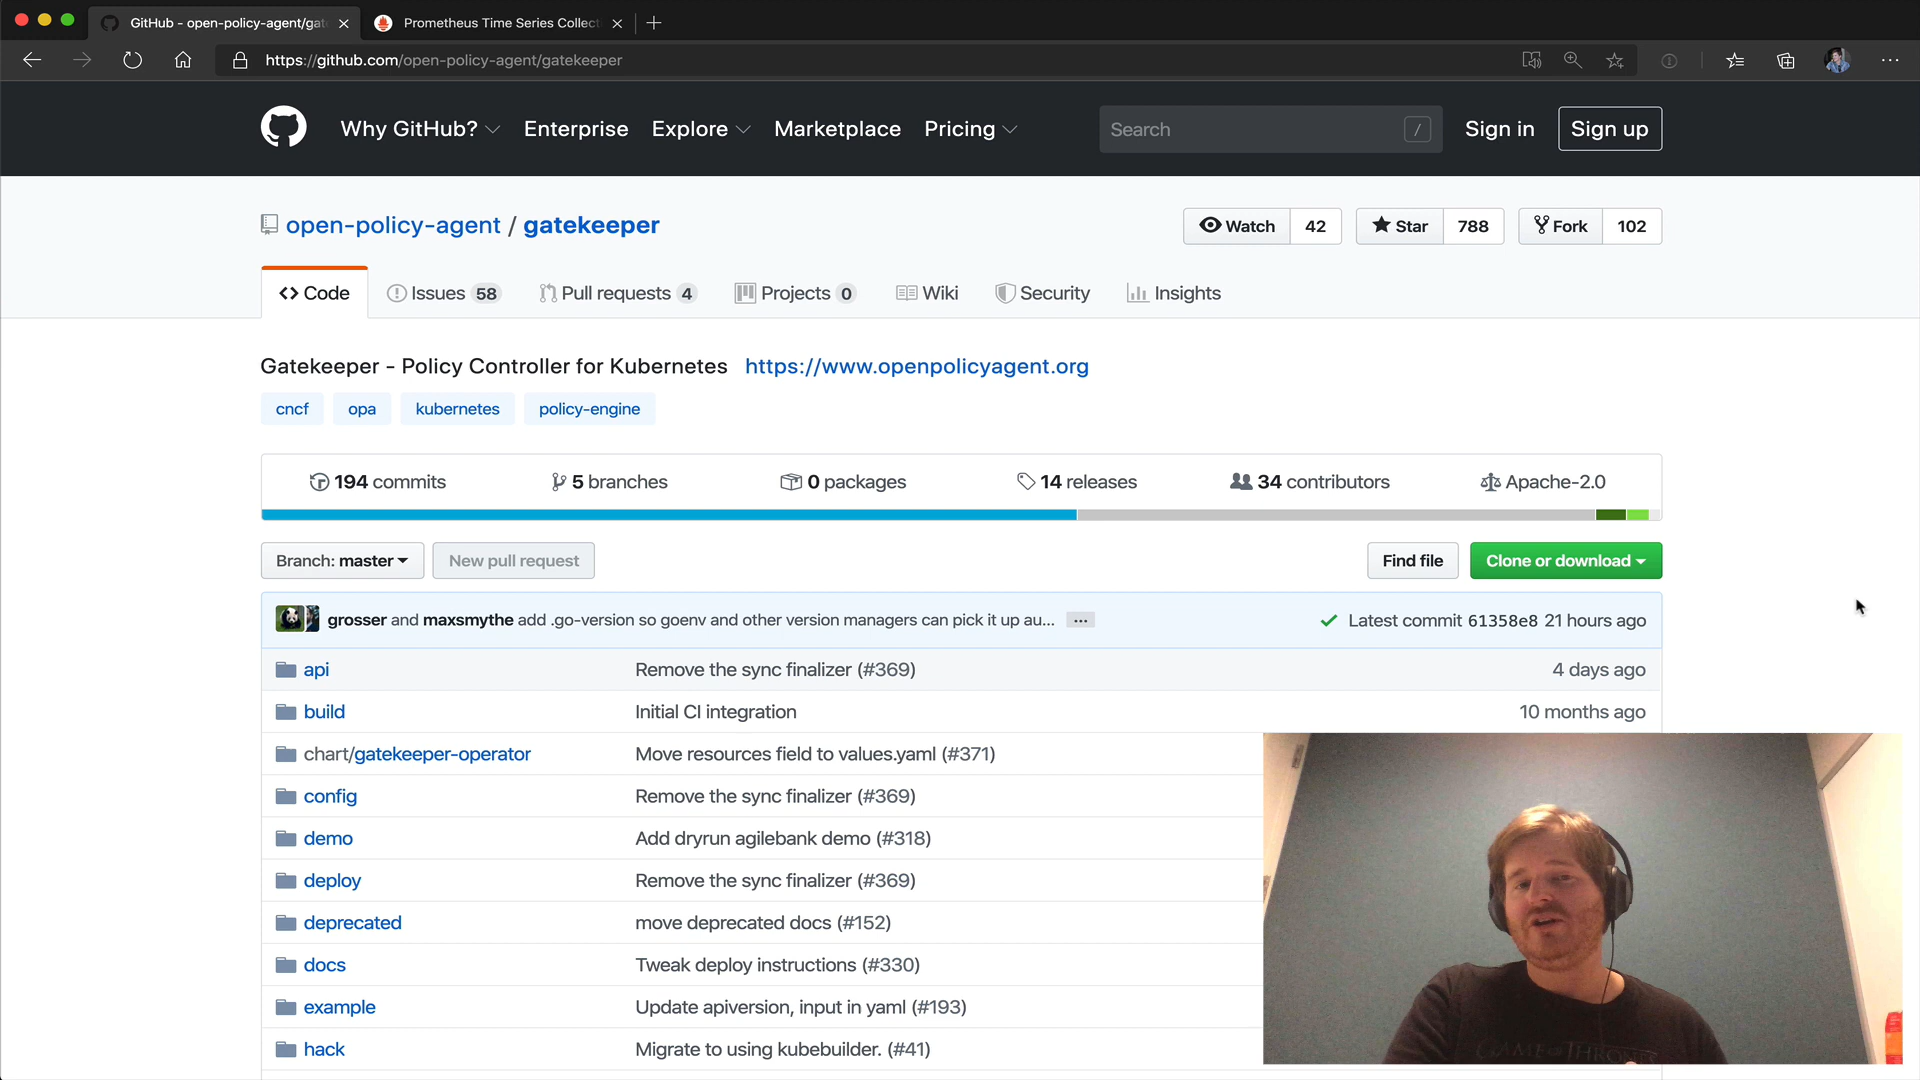 GitHub - open-policy-agent/gat
Prometheus Time Series Collect
https://github.com/open-policy-agent/gatekeeper
Why GitHub?
Enterprise
Explore
Marketplace
Pricing
Search
/
Sign in
Sign up
open-policy-agent / gatekeeper
Watch 42
Star 788
Fork 102
Code
Issues 58
Pull requests 4
Projects 0
Wiki
Security
Insights
Gatekeeper - Policy Controller for Kubernetes https://www.openpolicyagent.org
cncf
opa
kubernetes
policy-engine
194 commits
5 branches
0 packages
14 releases
34 contributors
Apache-2.0
Branch: master
New pull request
Find file
Clone or download
grosser and maxsmythe add .go-version so goenv and other version managers can pick it up au... ...
Latest commit 61358e8 21 hours ago
api Remove the sync finalizer (#369) 4 days ago
build Initial CI integration 10 months ago
chart/gatekeeper-operator Move resources field to values.yaml (#371)
config Remove the sync finalizer (#369)
demo Add dryrun agilebank demo (#318)
deploy Remove the sync finalizer (#369)
deprecated move deprecated docs (#152)
docs Tweak deploy instructions (#330)
example Update apiversion, input in yaml (#193)
hack Migrate to using kubebuilder. (#41)
GAME OF THRONES